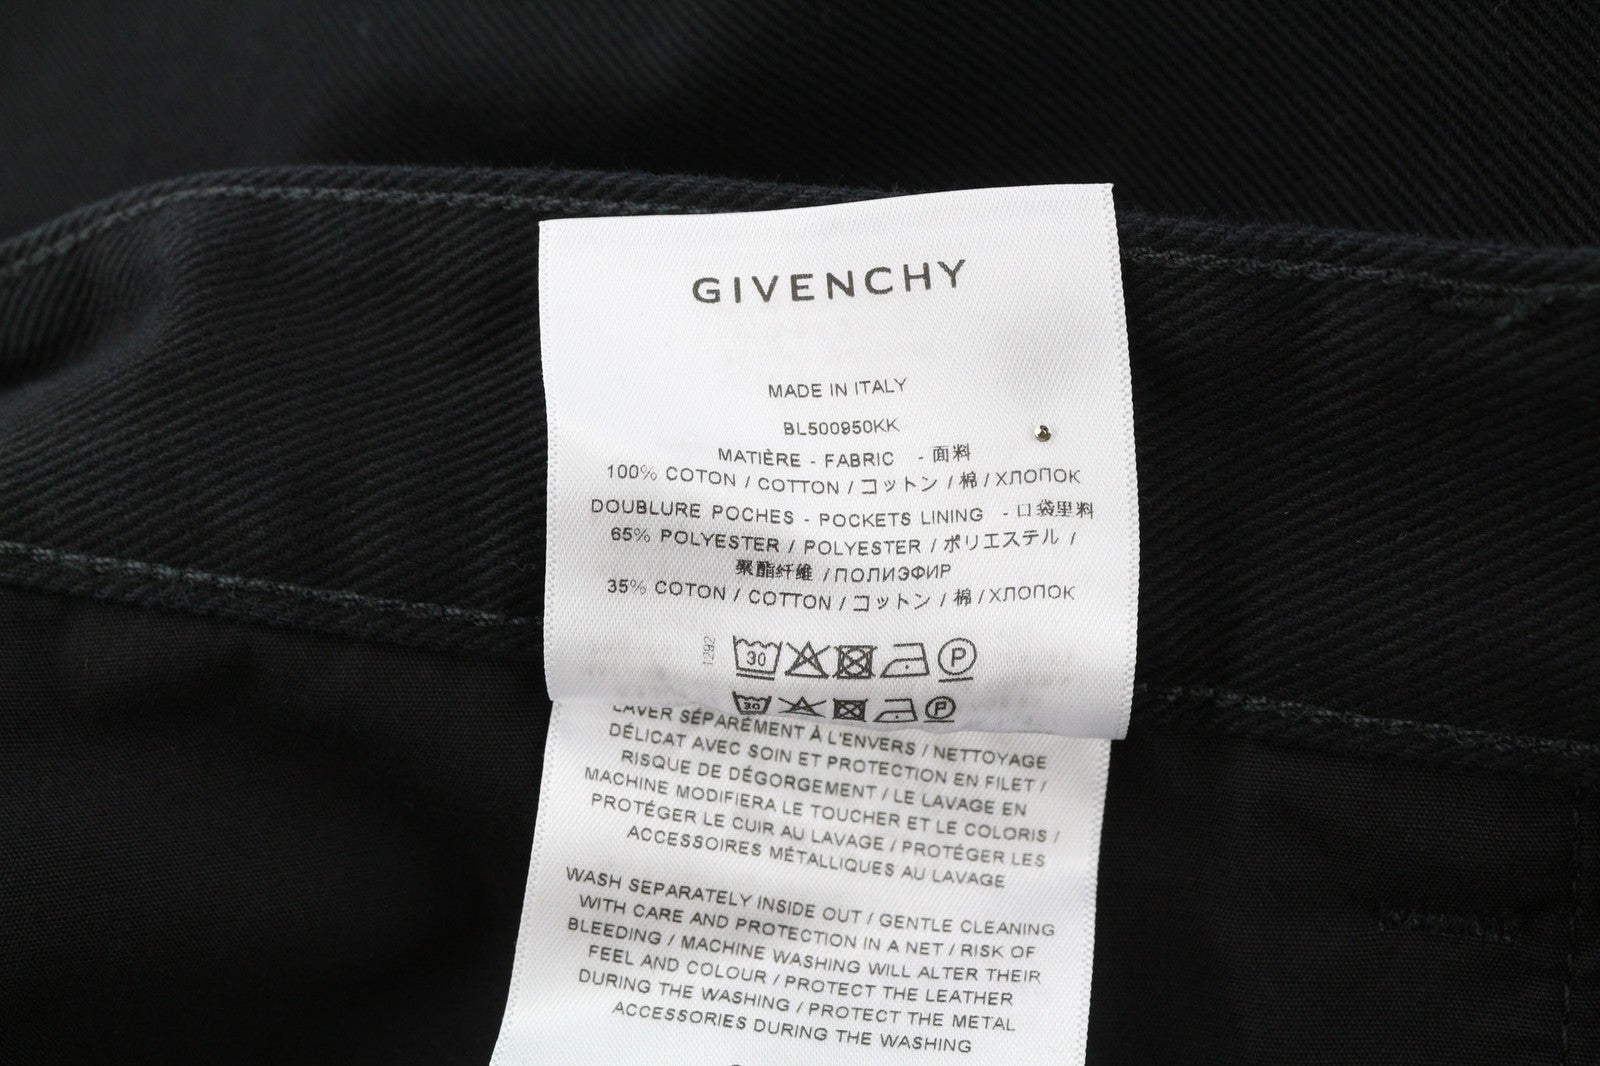 GIVENCHY
MADE IN ITALY
BL500950KK
MATIÈRE - FABRIC - 面料
100% COTON / COTTON / コットン / 棉 / ХЛОПОК
DOUBLURE POCHES - POCKETS LINING - 口袋里料
65% POLYESTER / POLYESTER / ポリエステル /
聚酯纤维 / ПОЛИЭФИР
35% COTON / COTTON / コットン / 棉 / ХЛОПОК
1292
30 P
30 P
LAVER SÉPARÉMENT À L'ENVERS / NETTOYAGE
DÉLICAT AVEC SOIN ET PROTECTION EN FILET /
RISQUE DE DÉGORGEMENT / LE LAVAGE EN
MACHINE MODIFIERA LE TOUCHER ET LE COLORIS /
PROTÉGER LE CUIR AU LAVAGE / PROTÉGER LES
ACCESSOIRES MÉTALLIQUES AU LAVAGE
WASH SEPARATELY INSIDE OUT / GENTLE CLEANING
WITH CARE AND PROTECTION IN A NET / RISK OF
BLEEDING / MACHINE WASHING WILL ALTER THEIR
FEEL AND COLOUR / PROTECT THE LEATHER
DURING THE WASHING / PROTECT THE METAL
ACCESSORIES DURING THE WASHING